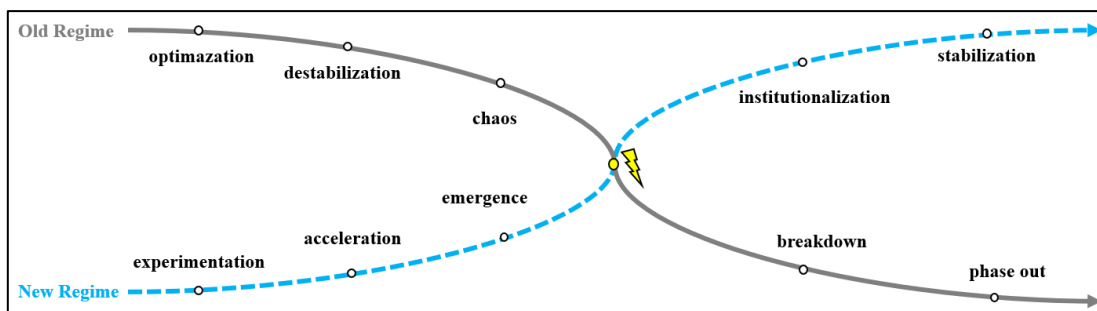 Old Regime
optimazation
destabilization
chaos
stabilization
institutionalization
emergence
acceleration
experimentation
New Regime
breakdown
phase out